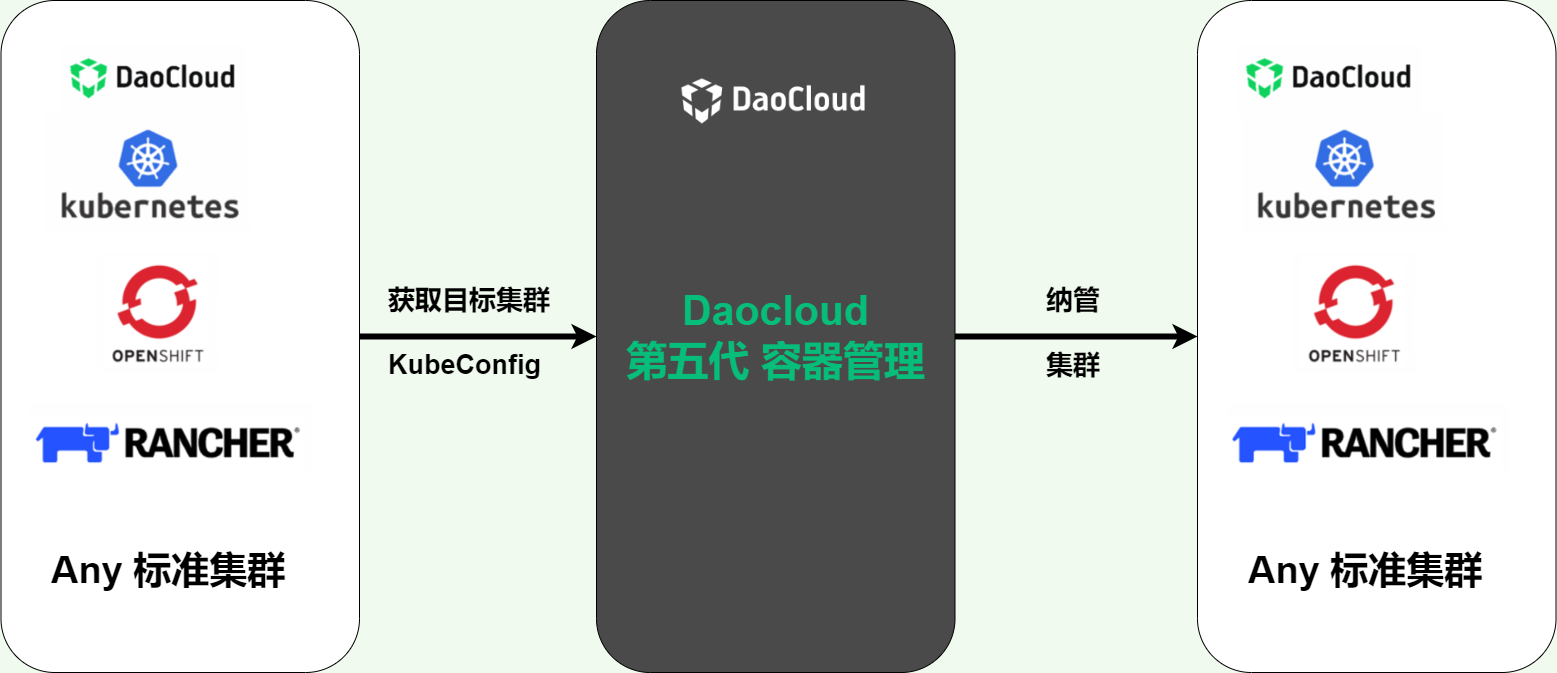 DaoCloud
kubernetes
OPENSHIFT
RANCHER®
Any 标准集群
获取目标集群
KubeConfig
DaoCloud
Daocloud
第五代 容器管理
纳管
集群
DaoCloud
kubernetes
OPENSHIFT
RANCHER®
Any 标准集群